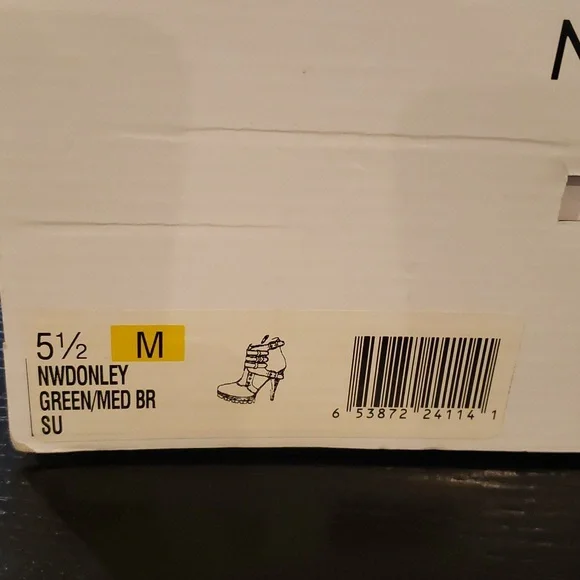 N
5½ M
NWDONLEY
GREEN/MED BR
SU
6 53872 24114 1